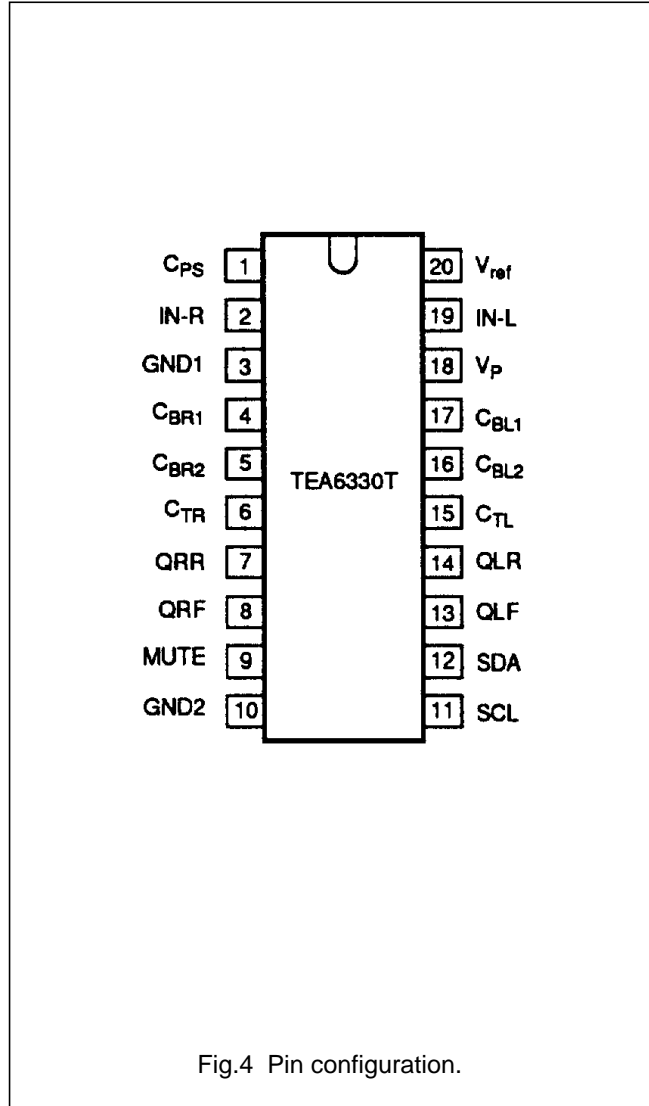 C_PS 1 20 V_ref
IN-R 2 19 IN-L
GND1 3 18 V_P
C_BR1 4 17 C_BL1
C_BR2 5 16 C_BL2
TEA6330T
C_TR 6 15 C_TL
QRR 7 14 QLR
QRF 8 13 QLF
MUTE 9 12 SDA
GND2 10 11 SCL
Fig.4 Pin configuration.